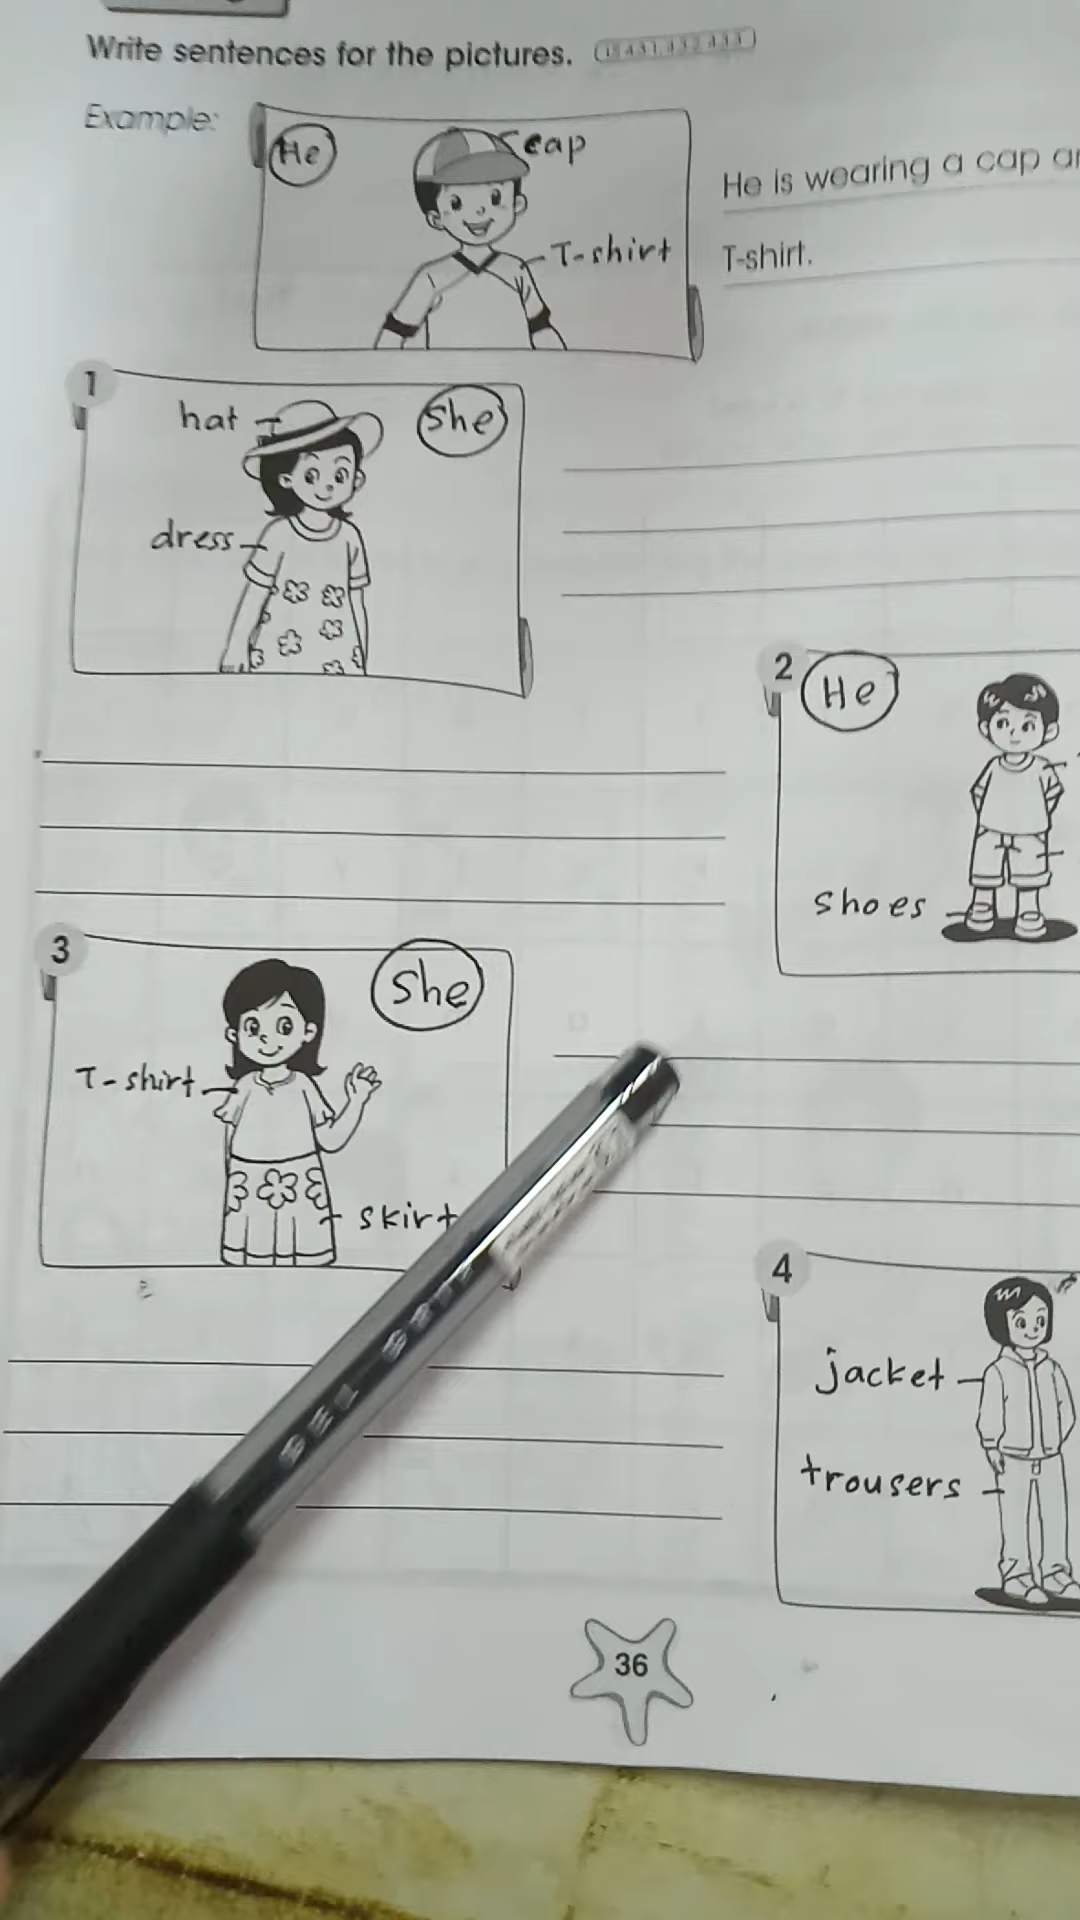 Write sentences for the pictures.
Example:
He
cap
T-shirt
He is wearing a cap
T-shirt.
1
hat
She
dress
2
He
shoes
3
She
T-shirt
skirt
4
jacket
trousers
36